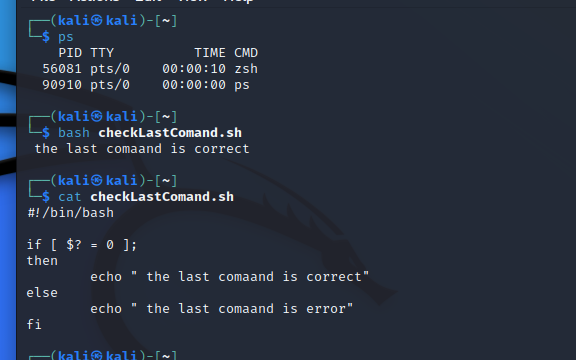 ┌──(kali㉿kali)-[~]
└─$ ps
    PID TTY          TIME CMD
  56081 pts/0    00:00:10 zsh
  90910 pts/0    00:00:00 ps
┌──(kali㉿kali)-[~]
└─$ bash checkLastComand.sh
 the last comaand is correct
┌──(kali㉿kali)-[~]
└─$ cat checkLastComand.sh
#!/bin/bash
if [ $? = 0 ];
then
        echo " the last comaand is correct"
else
        echo " the last comaand is error"
fi
┌──(kali㉿kali)-[~]